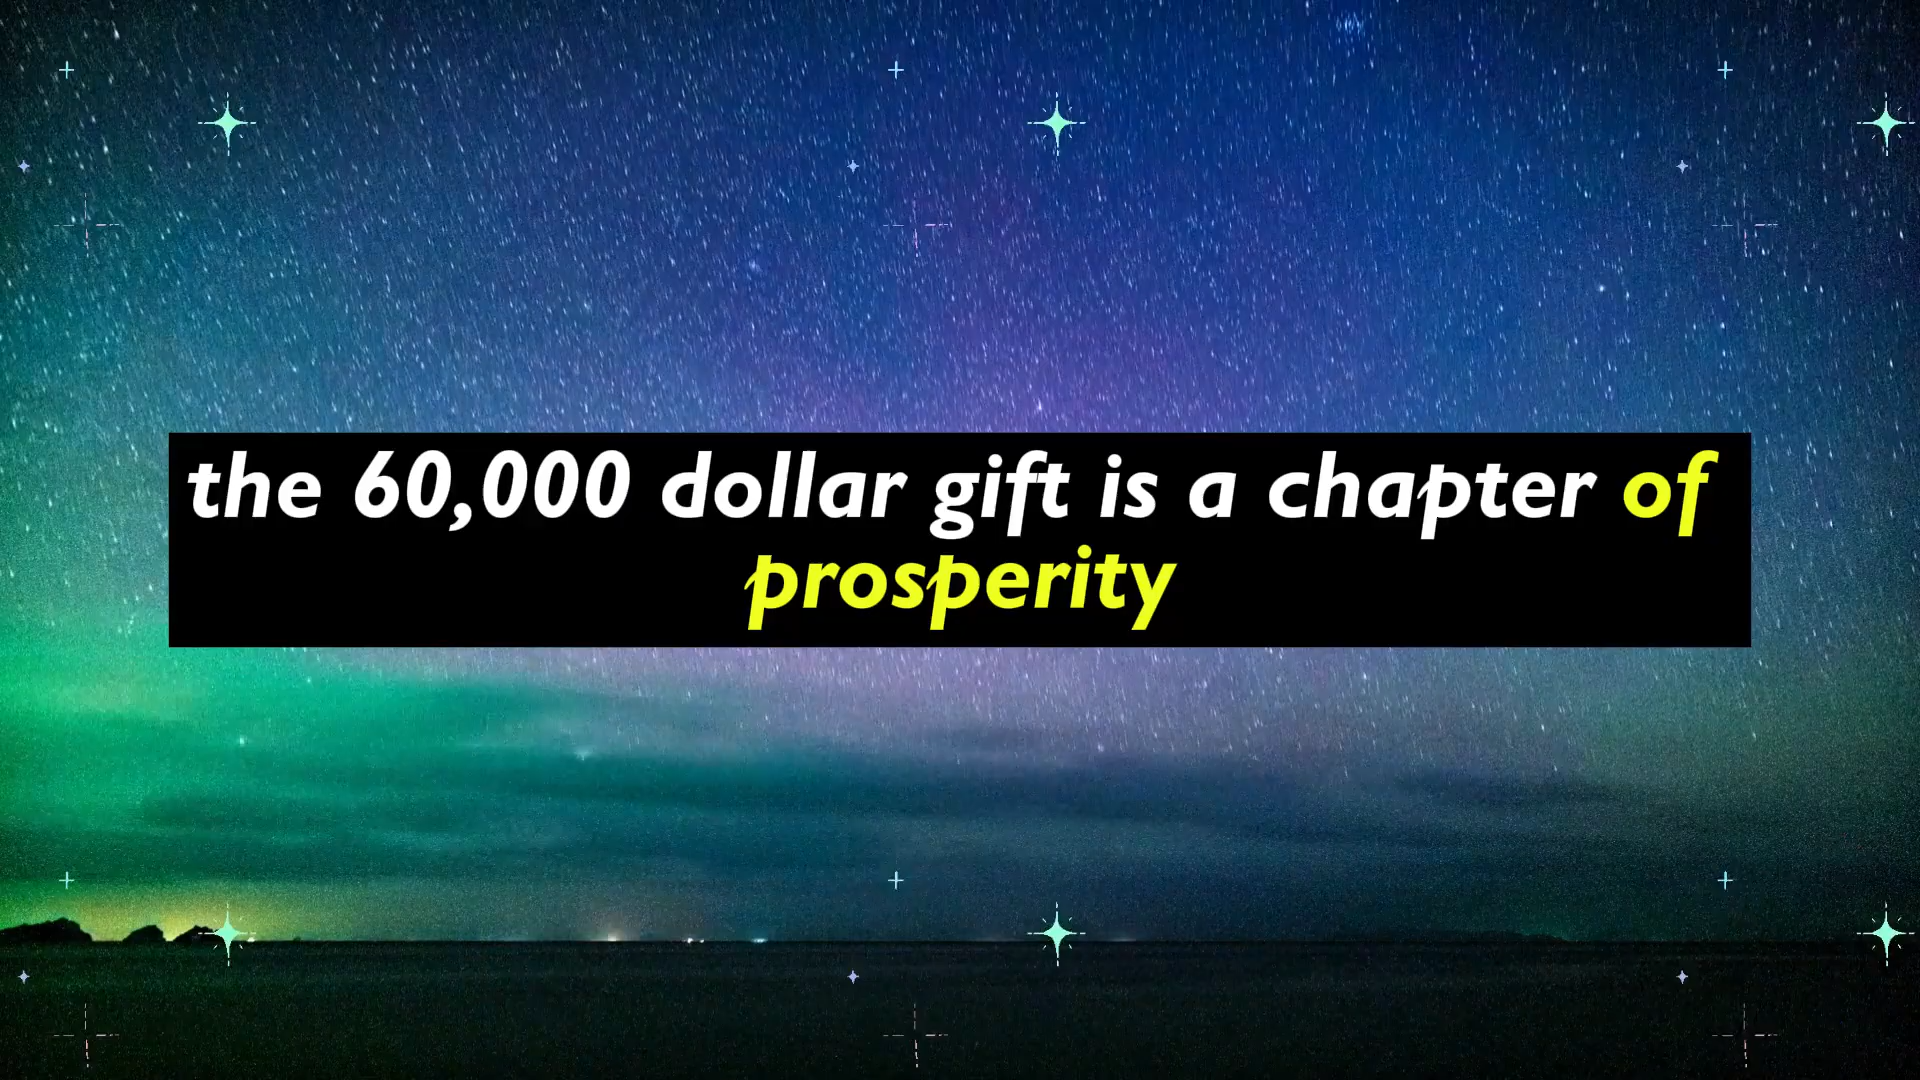 the 60,000 dollar gift is a chapter of
prosperity